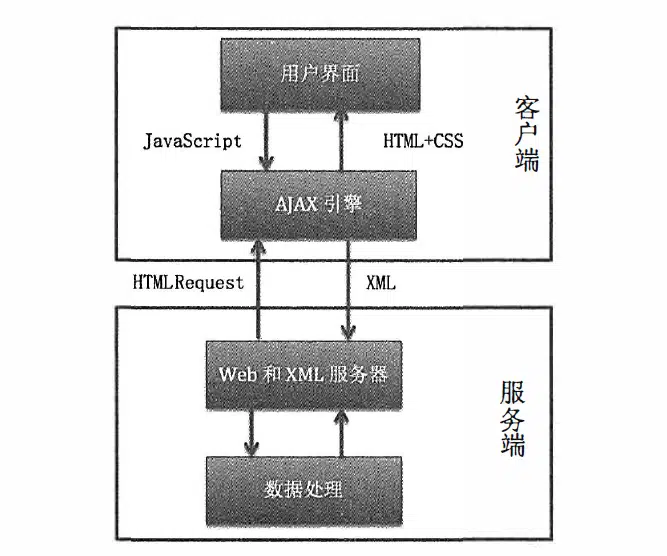 用户界面
JavaScript
HTML+CSS
AJAX 引擎
客户端
HTMLRequest
XML
Web 和 XML 服务器
数据处理
服务端